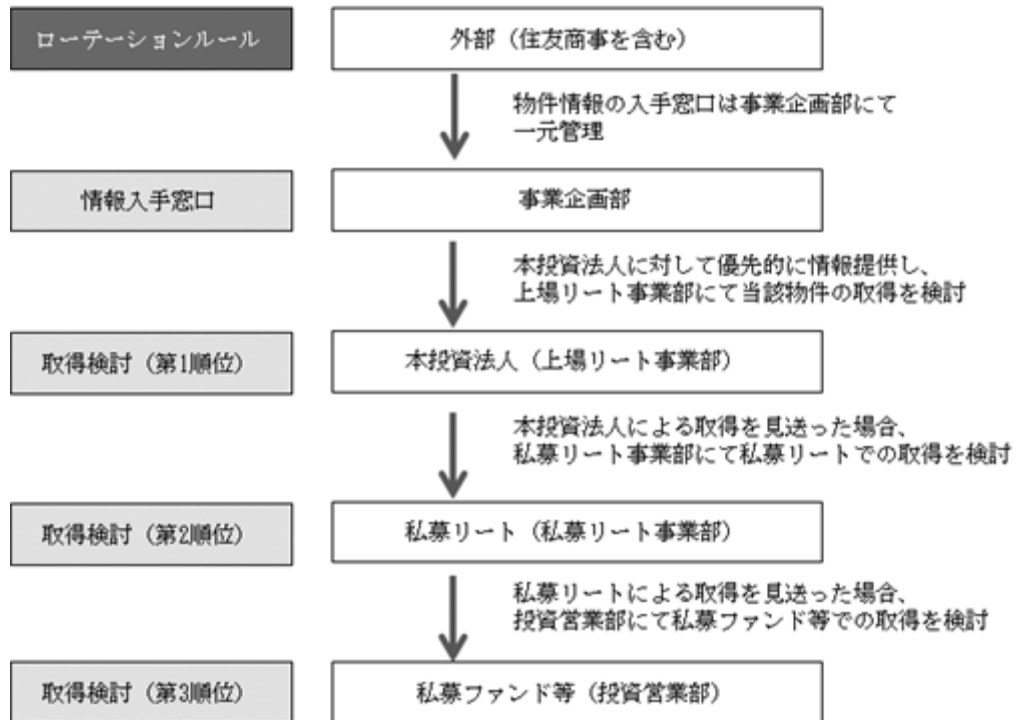 ローテーションルール
外部（住友商事を含む）
物件情報の入手窓口は事業企画部にて
一元管理
情報入手窓口
事業企画部
本投資法人に対して優先的に情報提供し、
上場リート事業部にて当該物件の取得を検討
取得検討（第1順位）
本投資法人（上場リート事業部）
本投資法人による取得を見送った場合、
私募リート事業部にて私募リートでの取得を検討
取得検討（第2順位）
私募リート（私募リート事業部）
私募リートによる取得を見送った場合、
投資営業部にて私募ファンド等での取得を検討
取得検討（第3順位）
私募ファンド等（投資営業部）